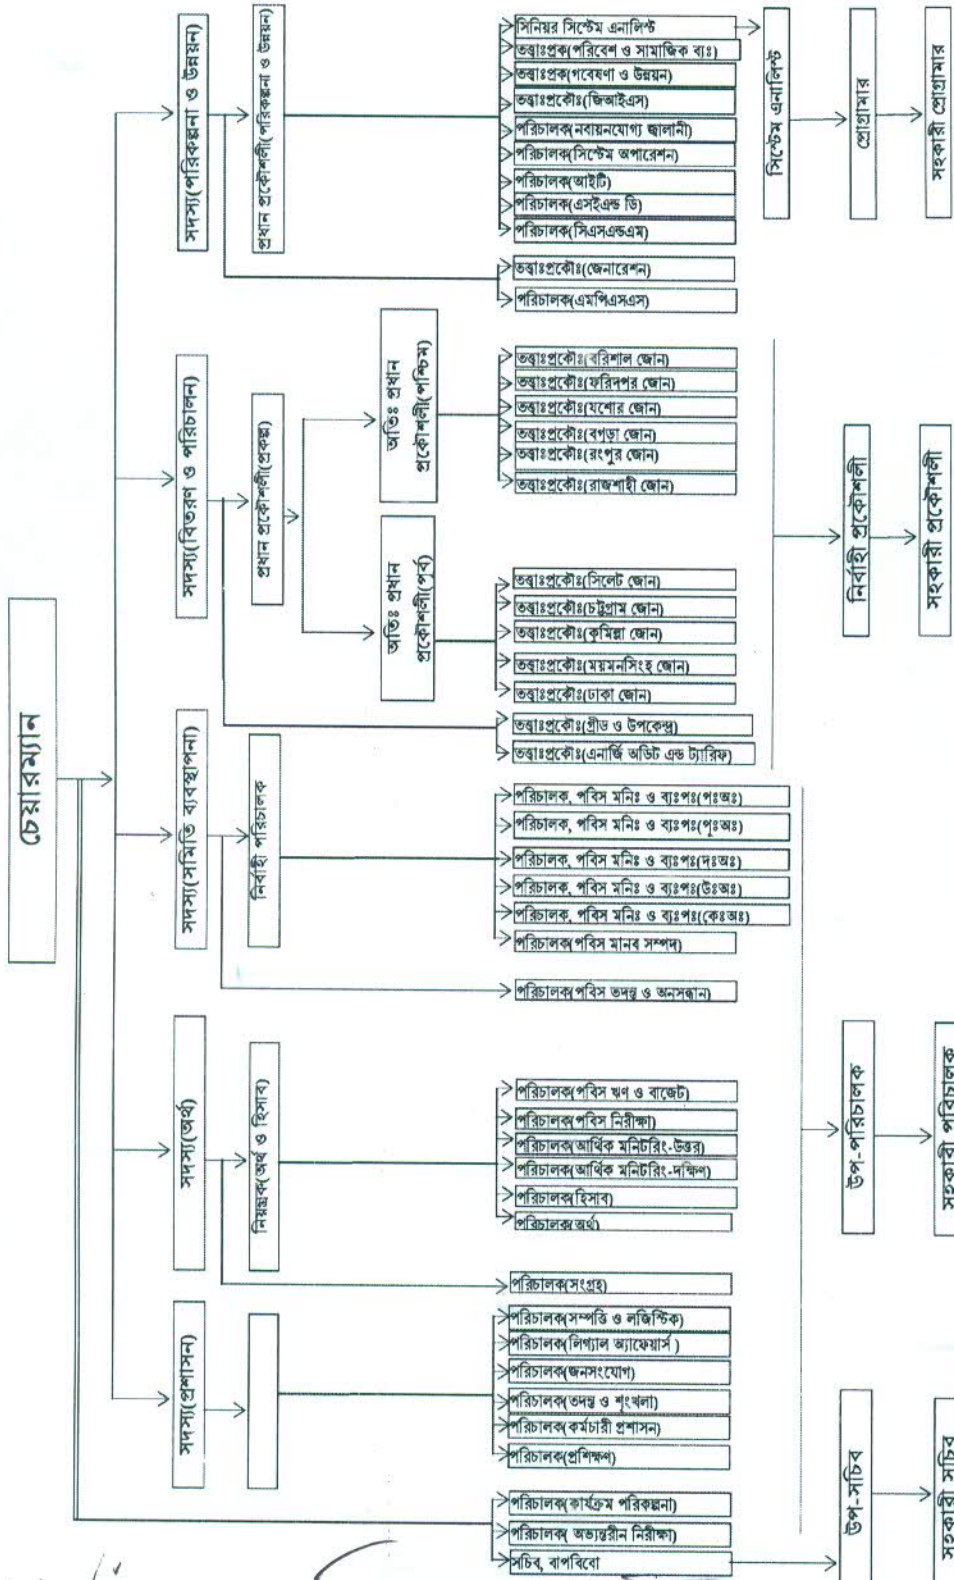 চেয়ারম্যান
সদস্য(প্রশাসন)
সদস্য(অর্থ)
সদস্য(সমিতি ব্যবস্থাপনা)
সদস্য(বিতরণ ও পরিচালন)
সদস্য(পরিকল্পনা ও উন্নয়ন)
নিয়ন্ত্রক(অর্থ ও হিসাব)
নির্বাহী পরিচালক
প্রধান প্রকৌশলী(প্রকল্প)
প্রধান প্রকৌশলী(পরিকল্পনা ও উন্নয়ন)
অতিঃ প্রধান
প্রকৌশলী(পূর্ব)
অতিঃ প্রধান
প্রকৌশলী(পশ্চিম)
সিনিয়র সিস্টেম এনালিস্ট
তত্ত্বাঃপ্রক(পরিবেশ ও সামাজিক ব্যঃ)
তত্ত্বাঃপ্রক(গবেষণা ও উন্নয়ন)
তত্ত্বাঃপ্রকৌঃ(জিআইএস)
পরিচালক(নবায়নযোগ্য জ্বালানী)
পরিচালক(সিস্টেম অপারেশন)
পরিচালক(আইটি)
পরিচালক(এসইএন্ড ডি)
পরিচালক(সিএসএন্ডএম)
তত্ত্বাঃপ্রকৌঃ(জেনারেশন)
পরিচালক(এমপিএসএস)
তত্ত্বাঃপ্রকৌঃ(বরিশাল জোন)
তত্ত্বাঃপ্রকৌঃ(ফরিদপুর জোন)
তত্ত্বাঃপ্রকৌঃ(যশোর জোন)
তত্ত্বাঃপ্রকৌঃ(বগুড়া জোন)
তত্ত্বাঃপ্রকৌঃ(রংপুর জোন)
তত্ত্বাঃপ্রকৌঃ(রাজশাহী জোন)
তত্ত্বাঃপ্রকৌঃ(সিলেট জোন)
তত্ত্বাঃপ্রকৌঃ(চট্টগ্রাম জোন)
তত্ত্বাঃপ্রকৌঃ(কুমিল্লা জোন)
তত্ত্বাঃপ্রকৌঃ(ময়মনসিংহ জোন)
তত্ত্বাঃপ্রকৌঃ(ঢাকা জোন)
তত্ত্বাঃপ্রকৌঃ(গ্রীড ও উপকেন্দ্র)
তত্ত্বাঃপ্রকৌঃ(এনার্জি অডিট এন্ড ট্যারিফ)
পরিচালক, পবিস মনিঃ ও ব্যঃপঃ(পঃঅঃ)
পরিচালক, পবিস মনিঃ ও ব্যঃপঃ(পূঃঅঃ)
পরিচালক, পবিস মনিঃ ও ব্যঃপঃ(দঃঅঃ)
পরিচালক, পবিস মনিঃ ও ব্যঃপঃ(উঃঅঃ)
পরিচালক, পবিস মনিঃ ও ব্যঃপঃ(কেঃঅঃ)
পরিচালক(পবিস মানব সম্পদ)
পরিচালক(পবিস তদন্ত ও অনসন্ধান)
পরিচালক(পবিস ঋণ ও বাজেট)
পরিচালক(পবিস নিরীক্ষা)
পরিচালক(আর্থিক মনিটরিং-উত্তর)
পরিচালক(আর্থিক মনিটরিং-দক্ষিণ)
পরিচালক(হিসাব)
পরিচালক(অর্থ)
পরিচালক(সংগ্রহ)
পরিচালক(সম্পত্তি ও লজিস্টিক)
পরিচালক(লিগ্যাল অ্যাফেয়ার্স )
পরিচালক(জনসংযোগ)
পরিচালক(তদন্ত ও শৃংখলা)
পরিচালক(কর্মচারী প্রশাসন)
পরিচালক(প্রশিক্ষণ)
পরিচালক(কার্যক্রম পরিকল্পনা)
পরিচালক( অভ্যন্তরীন নিরীক্ষা)
সচিব, বাপবিবো
সিস্টেম এনালিস্ট
প্রোগ্রামার
সহকারী প্রোগ্রামার
নির্বাহী প্রকৌশলী
সহকারী প্রকৌশলী
উপ-পরিচালক
সহকারী পরিচালক
উপ-সচিব
সহকারী সচিব